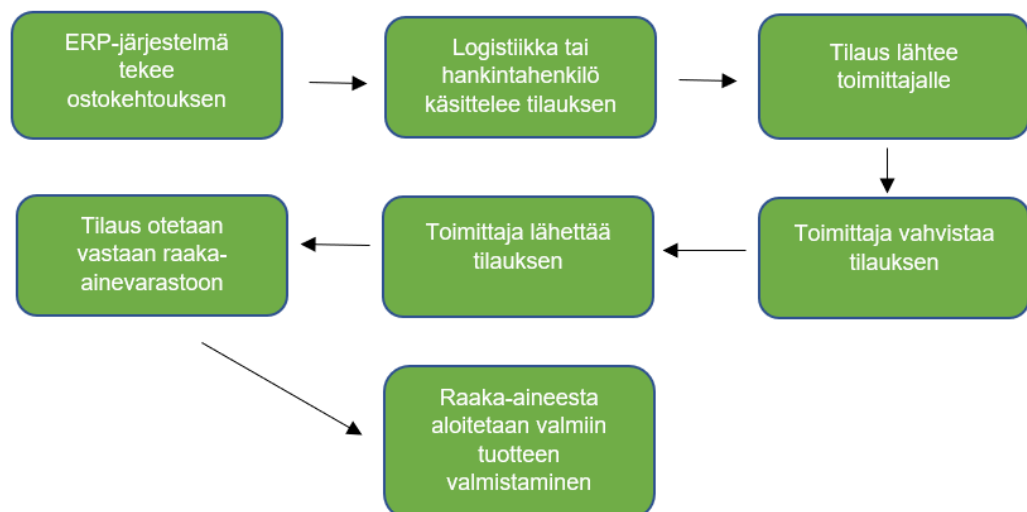 ERP-järjestelmä
tekee
ostokehtouksen
Logistiikka tai
hankintahenkilö
käsittelee tilauksen
Tilaus lähtee
toimittajalle
Toimittaja vahvistaa
tilauksen
Toimittaja lähettää
tilauksen
Tilaus otetaan
vastaan raaka-
ainevarastoon
Raaka-aineesta
aloitetaan valmiin
tuotteen
valmistaminen